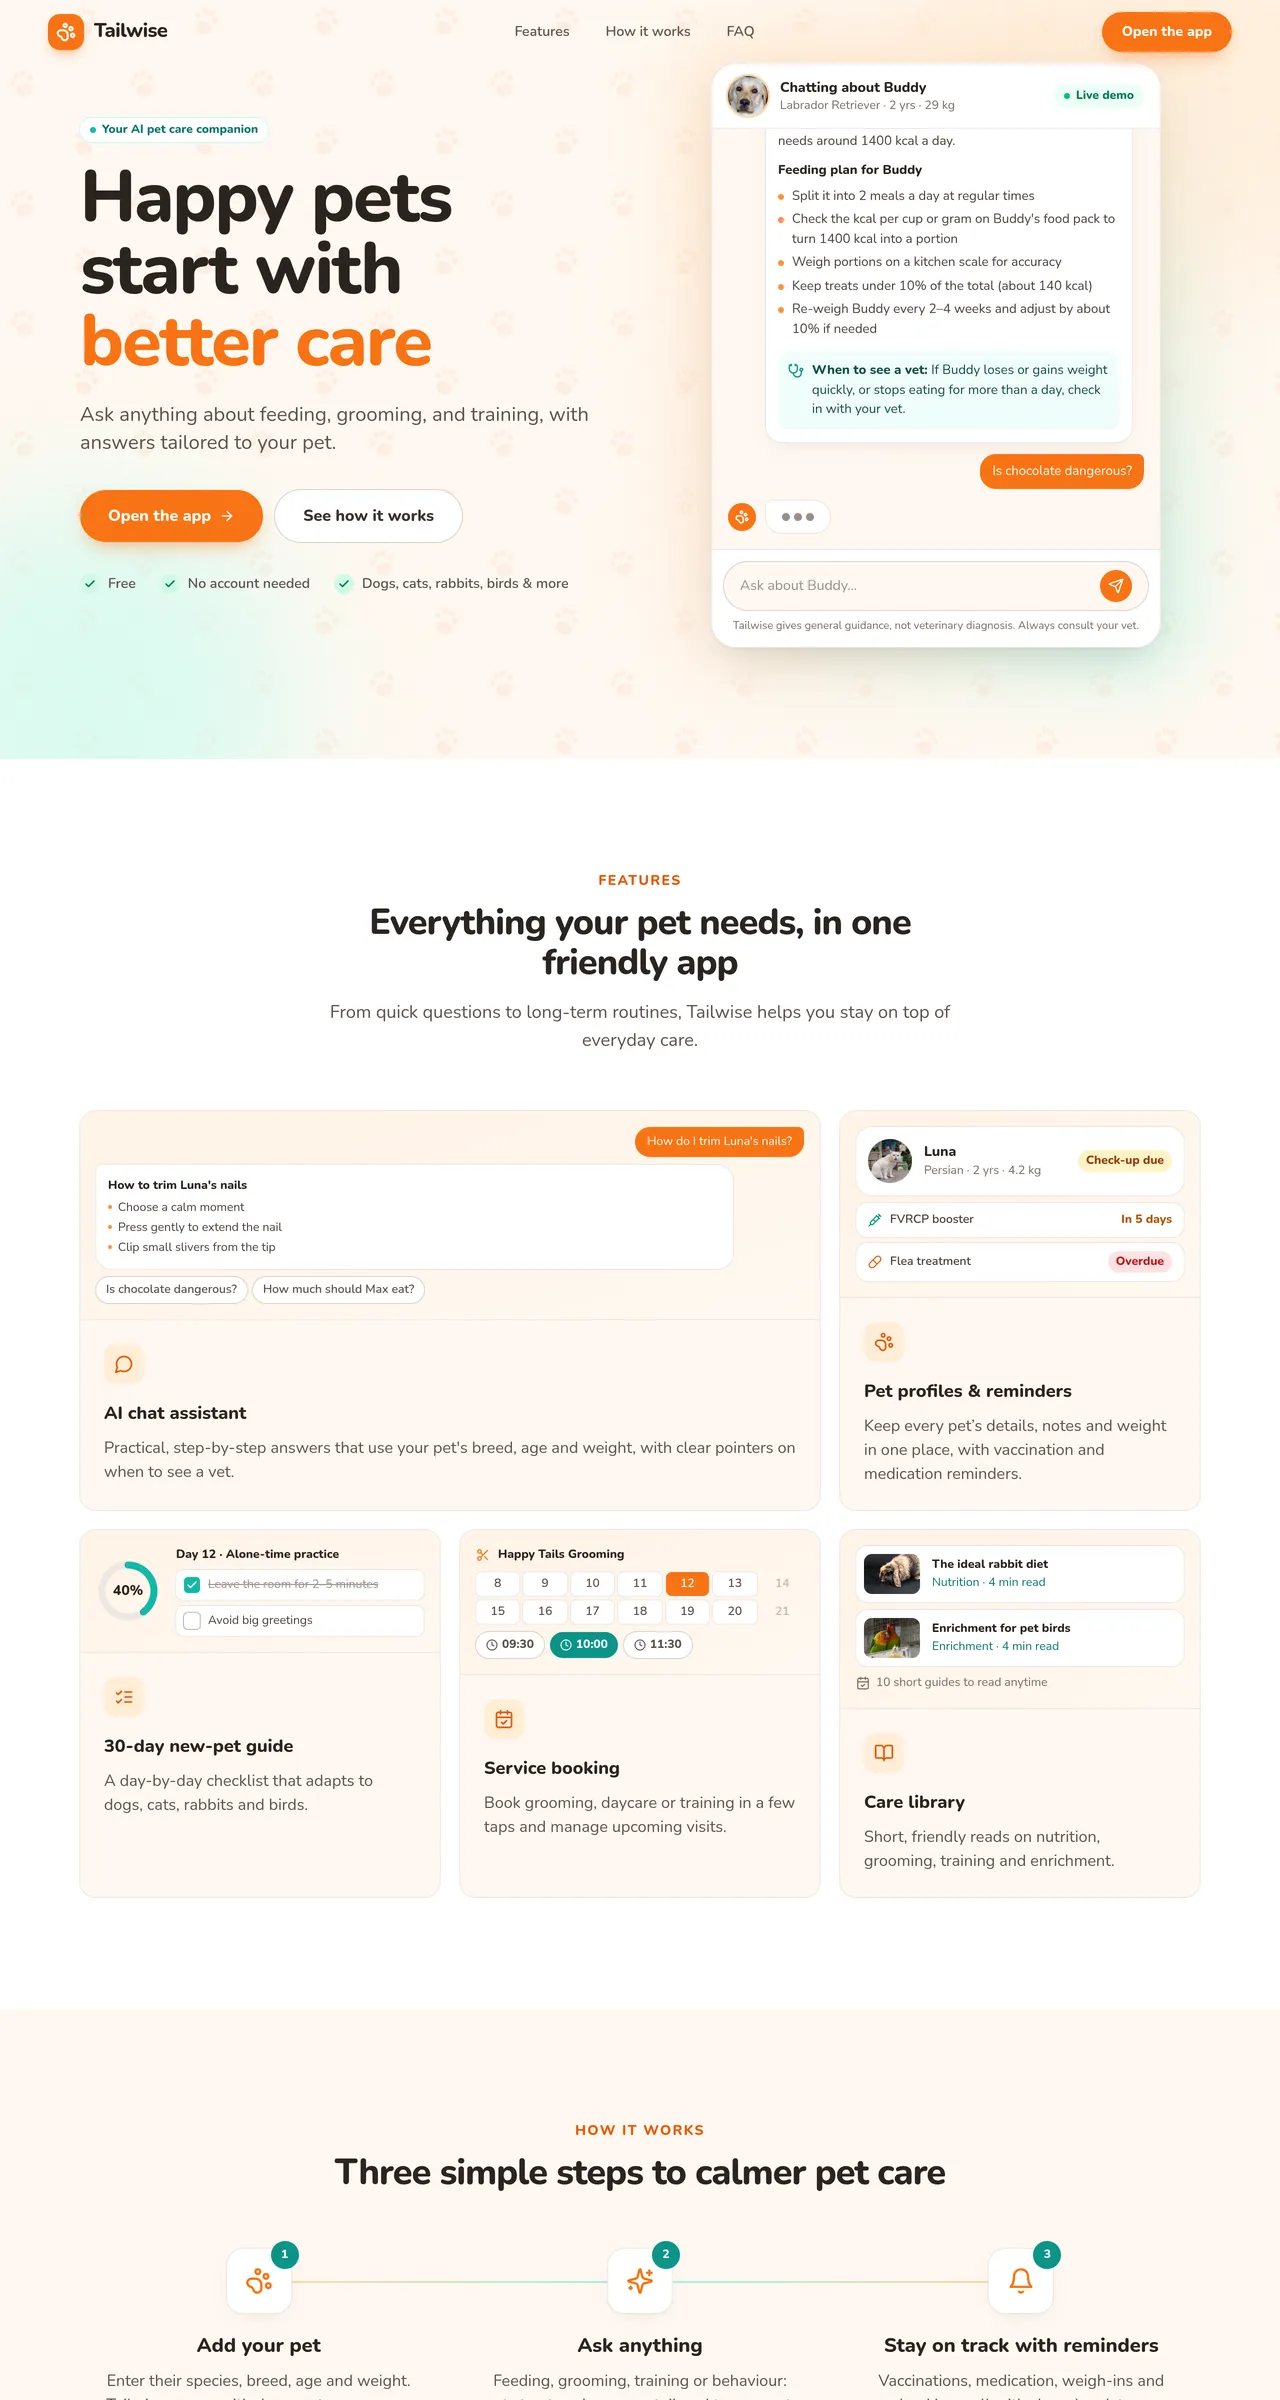 Tailwise
Features
How it works
FAQ
Open the app
Your AI pet care companion
Happy pets
start with
better care
Ask anything about feeding, grooming, and training, with
answers tailored to your pet.
Open the app
See how it works
Free
No account needed
Dogs, cats, rabbits, birds & more
Chatting about Buddy
Labrador Retriever · 2 yrs · 29 kg
Live demo
needs around 1400 kcal a day.
Feeding plan for Buddy
Split it into 2 meals a day at regular times
Check the kcal per cup or gram on Buddy's food pack to
turn 1400 kcal into a portion
Weigh portions on a kitchen scale for accuracy
Keep treats under 10% of the total (about 140 kcal)
Re-weigh Buddy every 2–4 weeks and adjust by about
10% if needed
When to see a vet: If Buddy loses or gains weight
quickly, or stops eating for more than a day, check
in with your vet.
Is chocolate dangerous?
Ask about Buddy...
Tailwise gives general guidance, not veterinary diagnosis. Always consult your vet.
FEATURES
Everything your pet needs, in one
friendly app
From quick questions to long-term routines, Tailwise helps you stay on top of
everyday care.
How do I trim Luna's nails?
How to trim Luna's nails
Choose a calm moment
Press gently to extend the nail
Clip small slivers from the tip
Is chocolate dangerous?
How much should Max eat?
AI chat assistant
Practical, step-by-step answers that use your pet's breed, age and weight, with clear pointers on
when to see a vet.
Luna
Persian · 2 yrs · 4.2 kg
Check-up due
FVRCP booster
In 5 days
Flea treatment
Overdue
Pet profiles & reminders
Keep every pet’s details, notes and weight
in one place, with vaccination and
medication reminders.
40%
Day 12 · Alone-time practice
Leave the room for 2–5 minutes
Avoid big greetings
30-day new-pet guide
A day-by-day checklist that adapts to
dogs, cats, rabbits and birds.
Happy Tails Grooming
8 9 10 11 12 13 14
15 16 17 18 19 20 21
09:30 10:00 11:30
Service booking
Book grooming, daycare or training in a few
taps and manage upcoming visits.
The ideal rabbit diet
Nutrition · 4 min read
Enrichment for pet birds
Enrichment · 4 min read
10 short guides to read anytime
Care library
Short, friendly reads on nutrition,
grooming, training and enrichment.
HOW IT WORKS
Three simple steps to calmer pet care
1
Add your pet
Enter their species, breed, age and weight.
2
Ask anything
Feeding, grooming, training or behaviour:
3
Stay on track with reminders
Vaccinations, medication, weigh-ins and